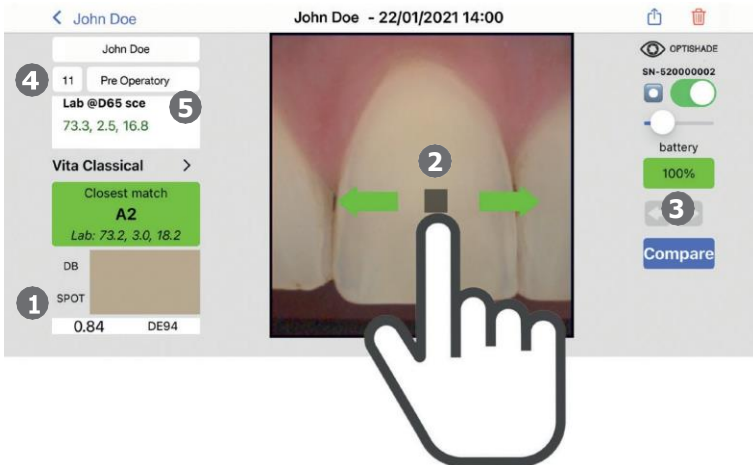 John Doe
John Doe - 22/01/2021 14:00
John Doe
4
11
Pre Operatory
5
Lab @D65 sce
73.3, 2.5, 16.8
Vita Classical >
Closest match
A2
Lab: 73.2, 3.0, 18.2
DB
1
SPOT
0.84
DE94
2
OPTISHADE
SN-520000002
battery
100%
3
Compare